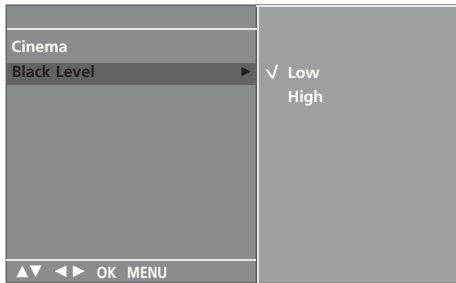 Cinema
Black Level ►
√ Low
High
▲▼ ◄► OK MENU